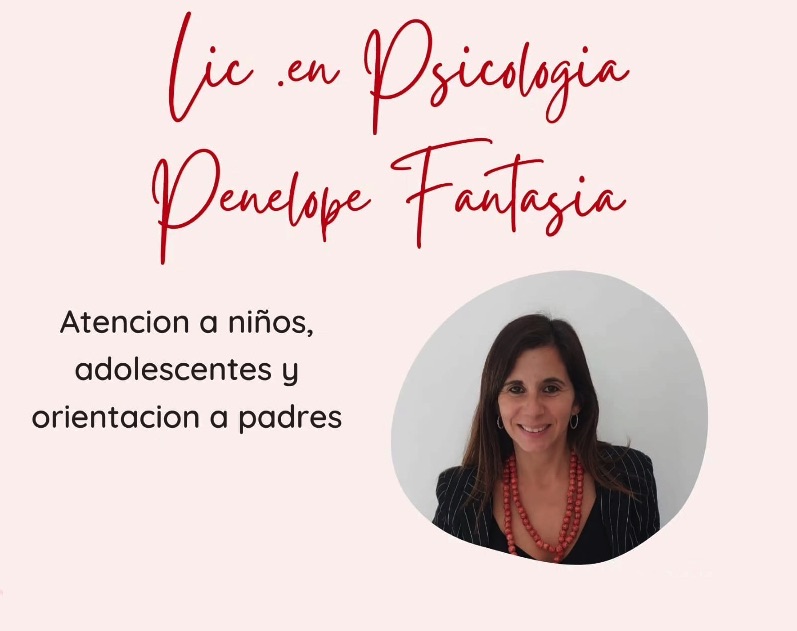 Lic .en Psicologia
Penelope Fantasia
Atencion a niños,
adolescentes y
orientacion a padres